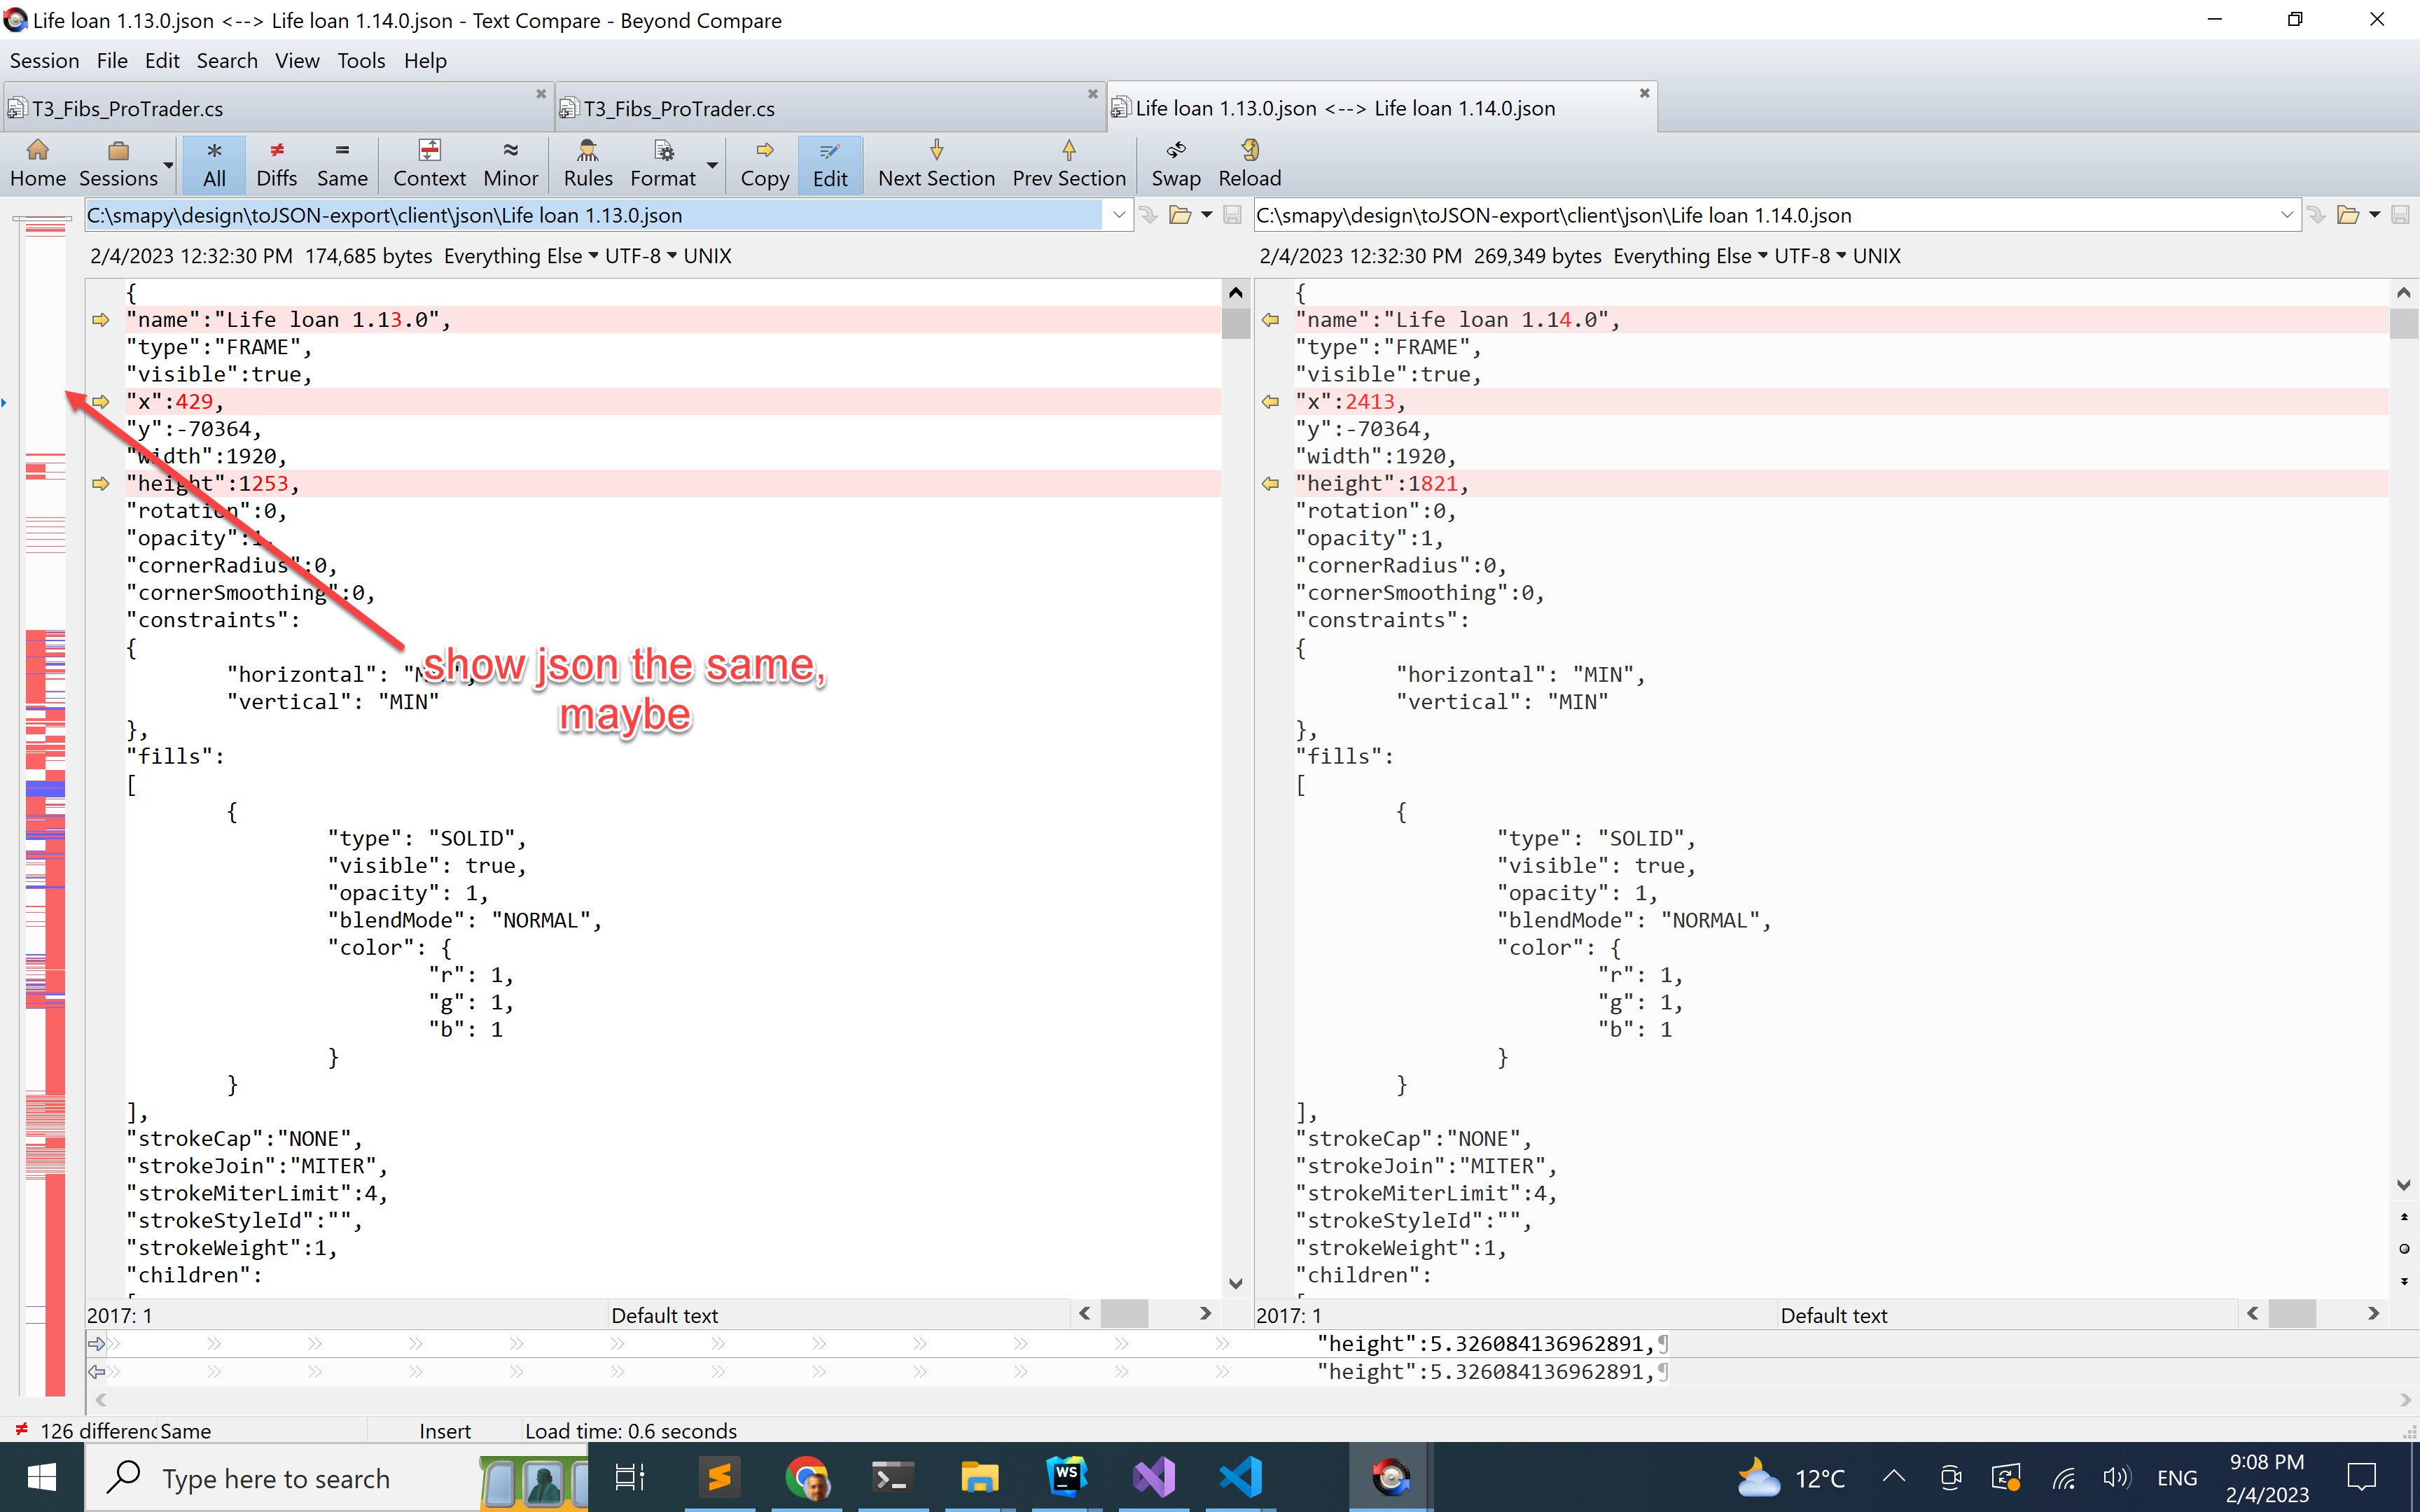 Life loan 1.13.0.json <--> Life loan 1.14.0.json - Text Compare - Beyond Compare
Session File Edit Search View Tools Help
T3_Fibs_ProTrader.cs T3_Fibs_ProTrader.cs Life loan 1.13.0.json <--> Life loan 1.14.0.json
Home Sessions All Diffs Same Context Minor Rules Format Copy Edit Next Section Prev Section Swap Reload
C:\smapy\design\toJSON-export\client\json\Life loan 1.13.0.json
2/4/2023 12:32:30 PM 174,685 bytes Everything Else UTF-8 UNIX
{
"name":"Life loan 1.13.0",
"type":"FRAME",
"visible":true,
"x":429,
"y":-70364,
"width":1920,
"height":1253,
"rotation":0,
"opacity":1,
"cornerRadius":0,
"cornerSmoothing":0,
"constraints":
{
"horizontal": "M
"vertical": "MIN"
},
"fills":
[
{
"type": "SOLID",
"visible": true,
"opacity": 1,
"blendMode": "NORMAL",
"color": {
"r": 1,
"g": 1,
"b": 1
}
}
],
"strokeCap":"NONE",
"strokeJoin":"MITER",
"strokeMiterLimit":4,
"strokeStyleId":"",
"strokeWeight":1,
"children":
[
show json the same,
maybe
2017: 1 Default text
C:\smapy\design\toJSON-export\client\json\Life loan 1.14.0.json
2/4/2023 12:32:30 PM 269,349 bytes Everything Else UTF-8 UNIX
{
"name":"Life loan 1.14.0",
"type":"FRAME",
"visible":true,
"x":2413,
"y":-70364,
"width":1920,
"height":1821,
"rotation":0,
"opacity":1,
"cornerRadius":0,
"cornerSmoothing":0,
"constraints":
{
"horizontal": "MIN",
"vertical": "MIN"
},
"fills":
[
{
"type": "SOLID",
"visible": true,
"opacity": 1,
"blendMode": "NORMAL",
"color": {
"r": 1,
"g": 1,
"b": 1
}
}
],
"strokeCap":"NONE",
"strokeJoin":"MITER",
"strokeMiterLimit":4,
"strokeStyleId":"",
"strokeWeight":1,
"children":
[
2017: 1 Default text
"height":5.326084136962891,¶
"height":5.326084136962891,¶
126 differenc Same Insert Load time: 0.6 seconds
Type here to search WS 12°C ENG 9:08 PM
2/4/2023